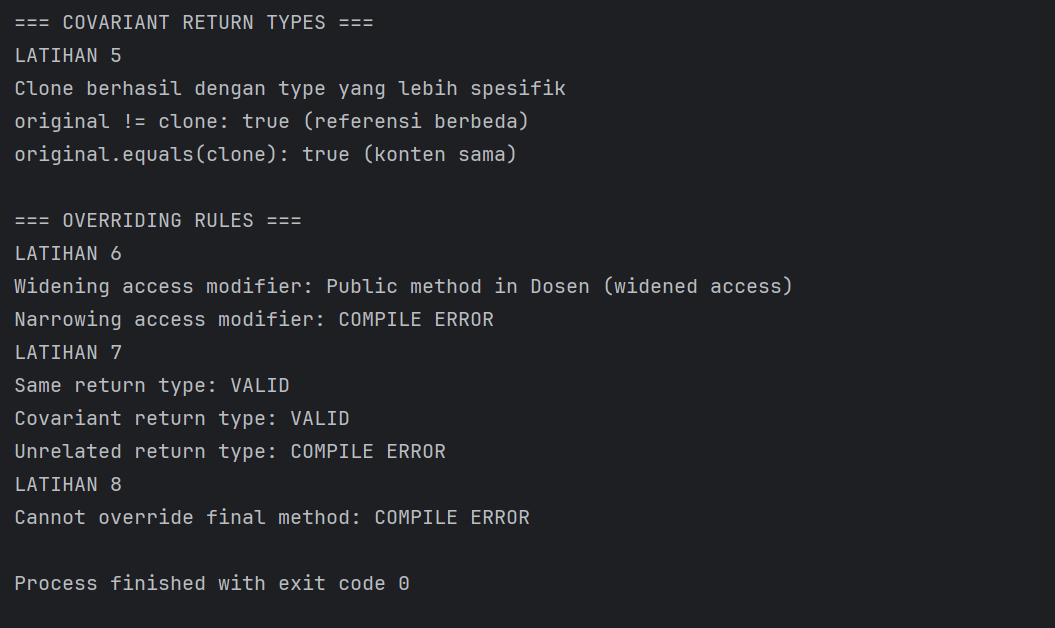 === COVARIANT RETURN TYPES ===
LATIHAN 5
Clone berhasil dengan type yang lebih spesifik
original != clone: true (referensi berbeda)
original.equals(clone): true (konten sama)

=== OVERRIDING RULES ===
LATIHAN 6
Widening access modifier: Public method in Dosen (widened access)
Narrowing access modifier: COMPILE ERROR
LATIHAN 7
Same return type: VALID
Covariant return type: VALID
Unrelated return type: COMPILE ERROR
LATIHAN 8
Cannot override final method: COMPILE ERROR

Process finished with exit code 0